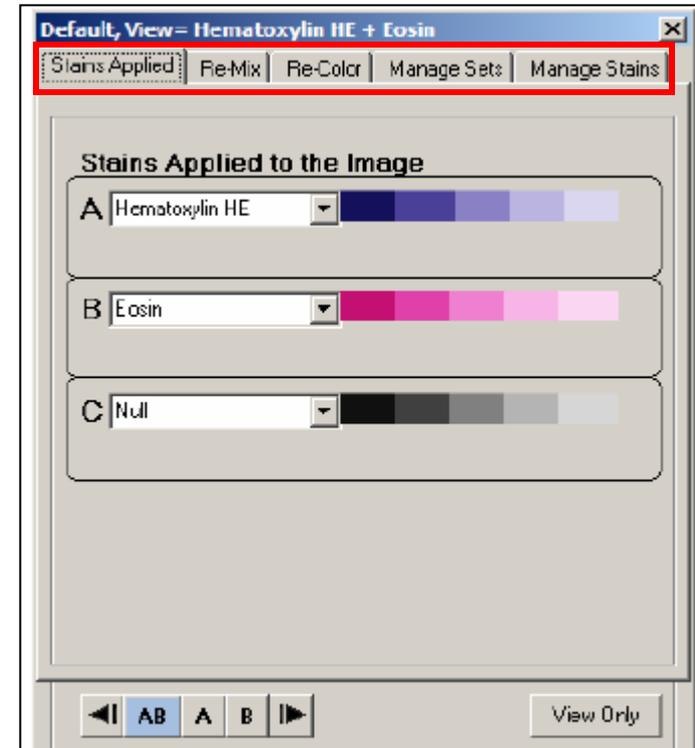 Default, View= Hematoxylin HE + Eosin
Stains Applied Re-Mix Re-Color Manage Sets Manage Stains
Stains Applied to the Image
A Hematoxylin HE
B Eosin
C Null
AB A B View Only